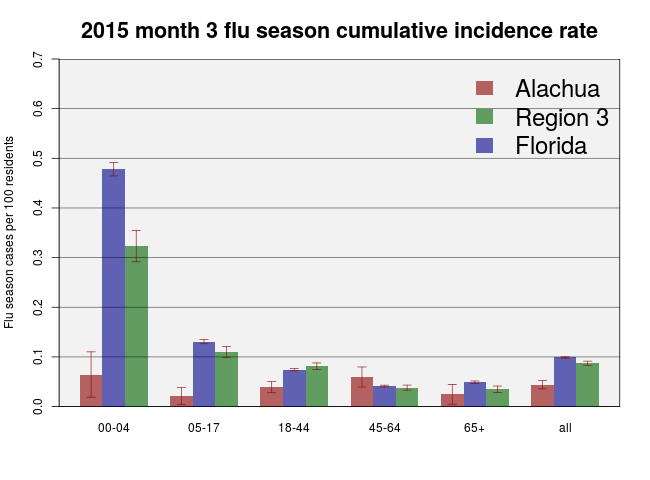 2015 month 3 flu season cumulative incidence rate
Flu season cases per 100 residents
0.7
0.6
0.5
0.4
0.3
0.2
0.1
0.0
Alachua
Region 3
Florida
00-04 05-17 18-44 45-64 65+ all